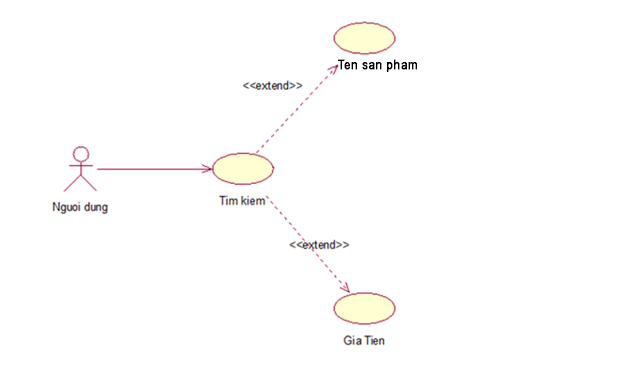 Ten san pham
<<extend>>
Nguoi dung
Tim kiem
<<extend>>
Gia Tien